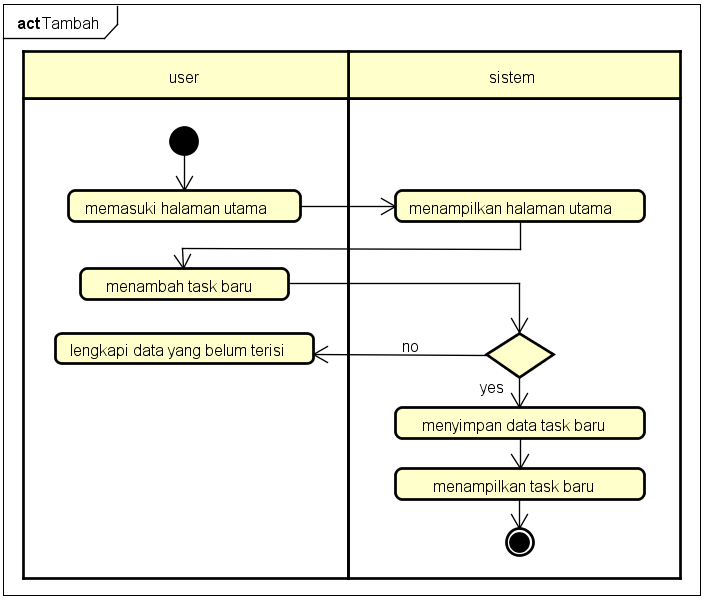 act Tambah
user
sistem
memasuki halaman utama
menampilkan halaman utama
menambah task baru
lengkapi data yang belum terisi
no
yes
menyimpan data task baru
menampilkan task baru